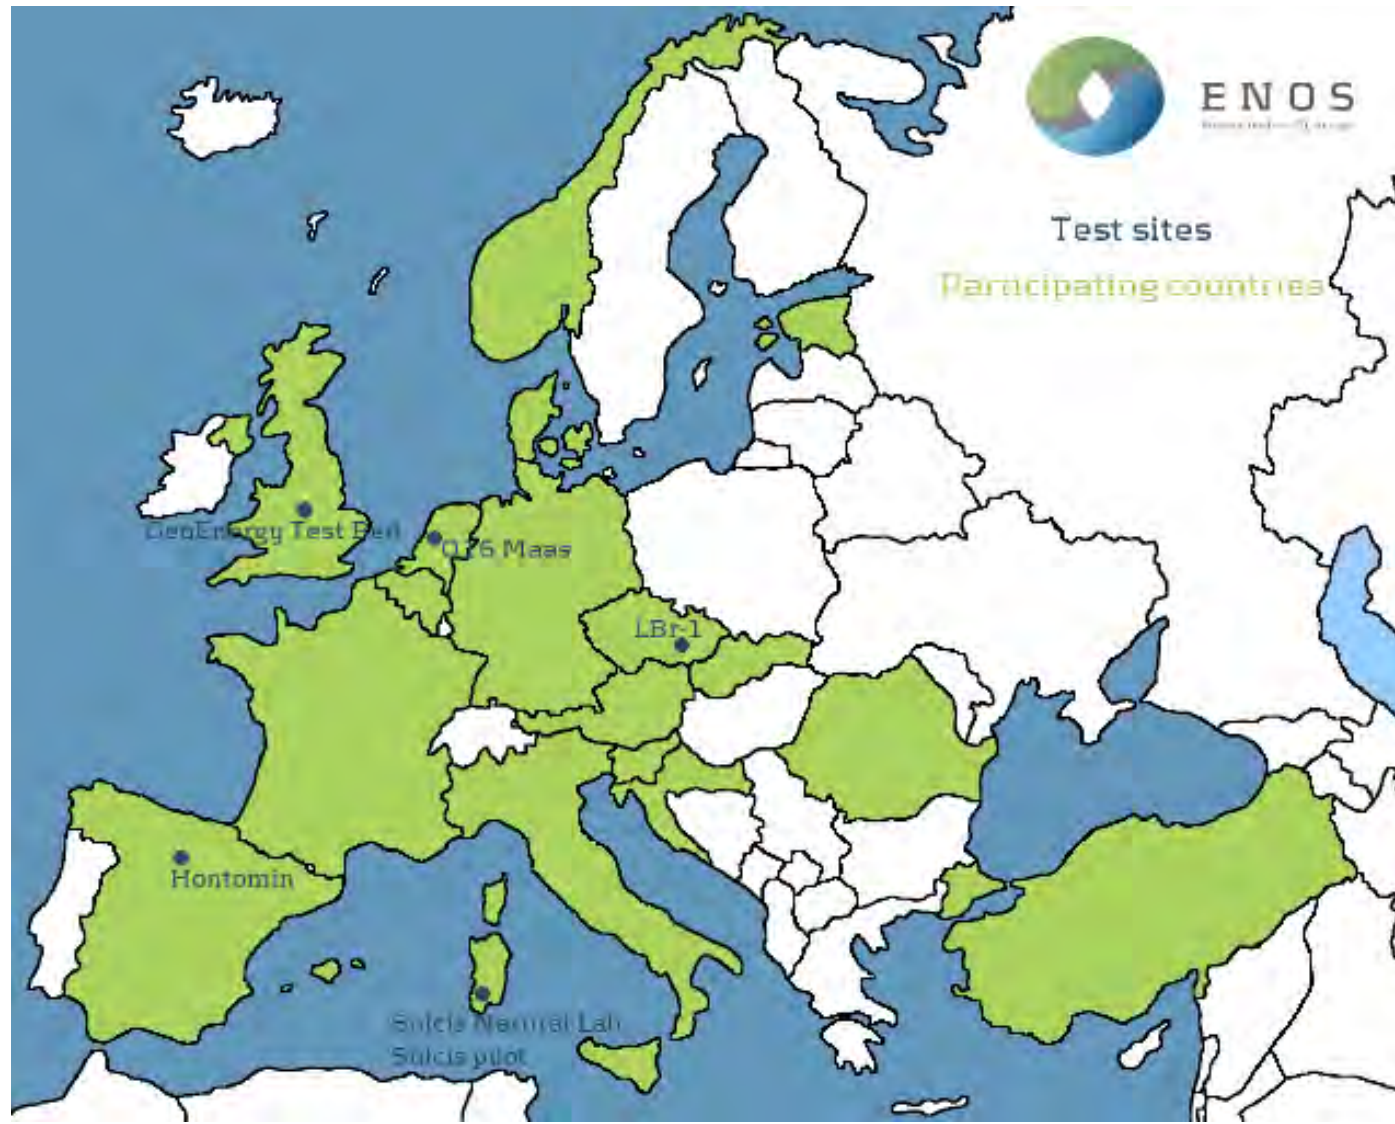 ENOS
Test sites
Participating countries
GeoEnergy Test Bed
Q16 Maas
LBr-1
Hontomin
Sulcis Natural Lab
Sulcis pilot